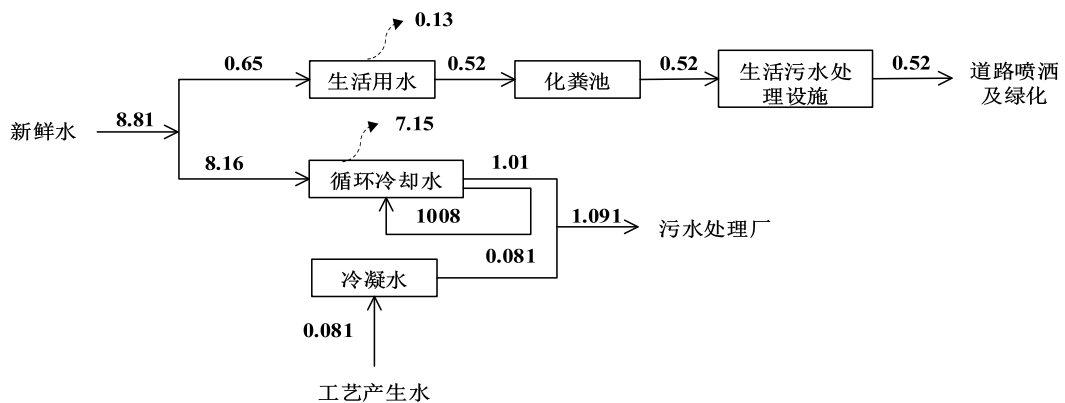 0.13
0.65
生活用水
0.52
化粪池
0.52
生活污水处
理设施
0.52
道路喷洒
及绿化
新鲜水
8.81
7.15
8.16
循环冷却水
1.01
1008
1.091
污水处理厂
0.081
冷凝水
0.081
工艺产生水